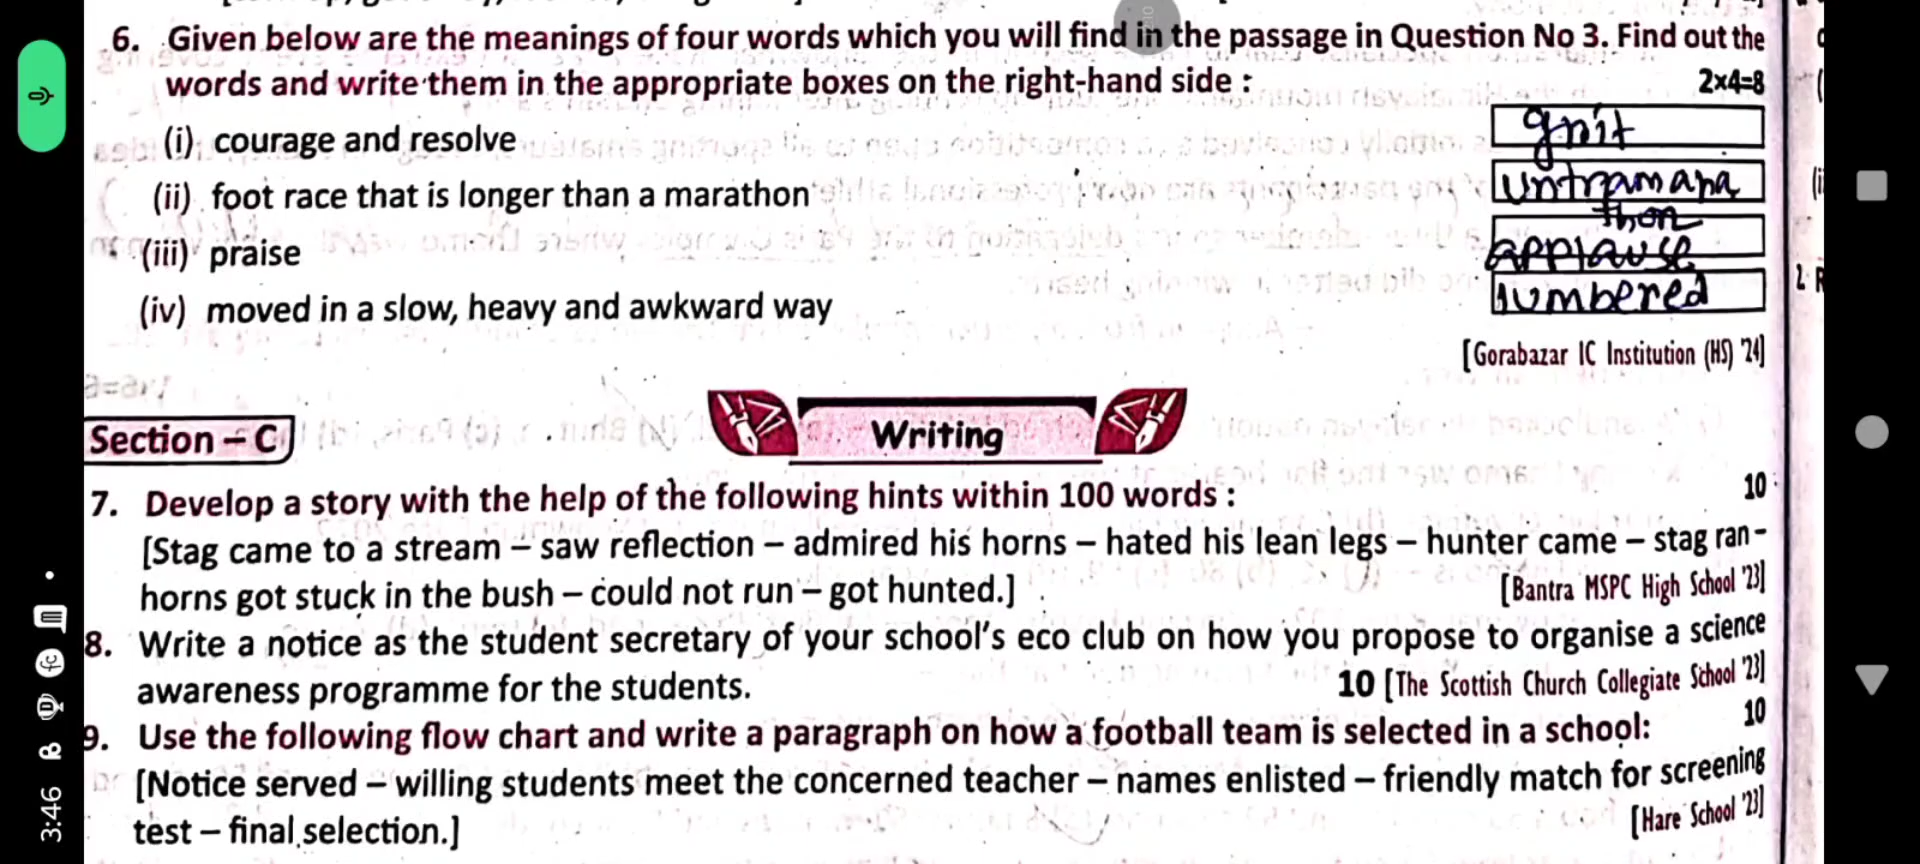 6. Given below are the meanings of four words which you will find in the passage in Question No 3. Find out the
words and write them in the appropriate boxes on the right-hand side : 2×4=8
(i) courage and resolve grit
(ii) foot race that is longer than a marathon untramara
thon
(iii) praise applause
(iv) moved in a slow, heavy and awkward way lumbered
[Gorabazar IC Institution (HS) '24]
Section – C
Writing
7. Develop a story with the help of the following hints within 100 words : 10
[Stag came to a stream – saw reflection – admired his horns – hated his lean legs – hunter came – stag ran –
horns got stuck in the bush – could not run – got hunted.] [Bantra MSPC High School '23]
8. Write a notice as the student secretary of your school's eco club on how you propose to organise a science
awareness programme for the students. 10 [The Scottish Church Collegiate School '23]
9. Use the following flow chart and write a paragraph on how a football team is selected in a school: 10
[Notice served – willing students meet the concerned teacher – names enlisted – friendly match for screening
test – final selection.] [Hare School '23]
3:46